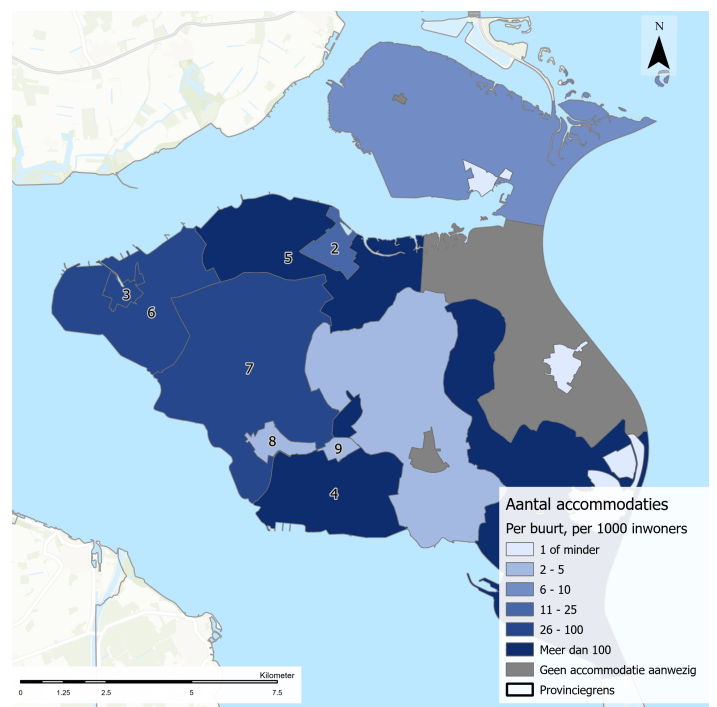 N
2
5
3
6
7
8
9
4
Aantal accommodaties
Per buurt, per 1000 inwoners
1 of minder
2 - 5
6 - 10
11 - 25
26 - 100
Meer dan 100
Geen accommodatie aanwezig
Provinciegrens
Kilometer
0 1.25 2.5 5 7.5